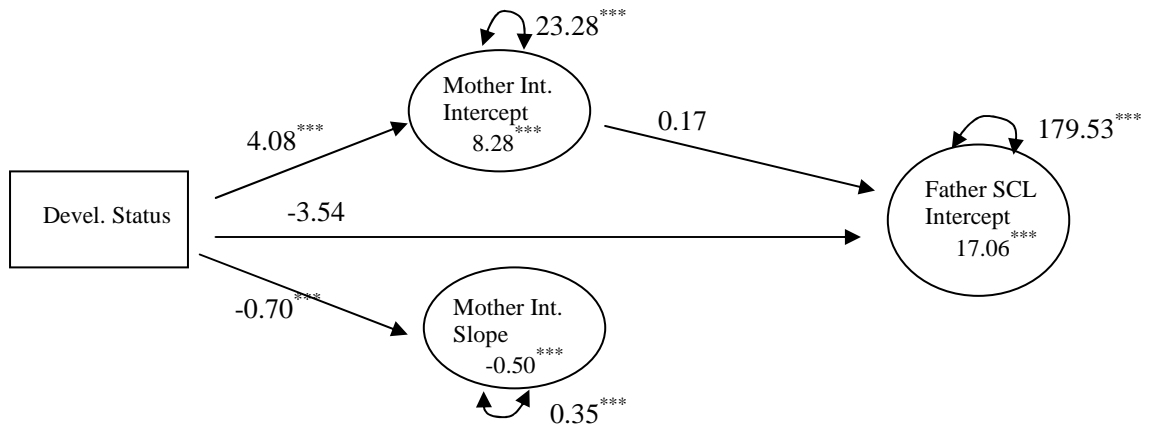 23.28***
Mother Int.
Intercept
8.28***
4.08***
0.17
179.53***
Devel. Status
-3.54
Father SCL
Intercept
17.06***
-0.70***
Mother Int.
Slope
-0.50***
0.35***